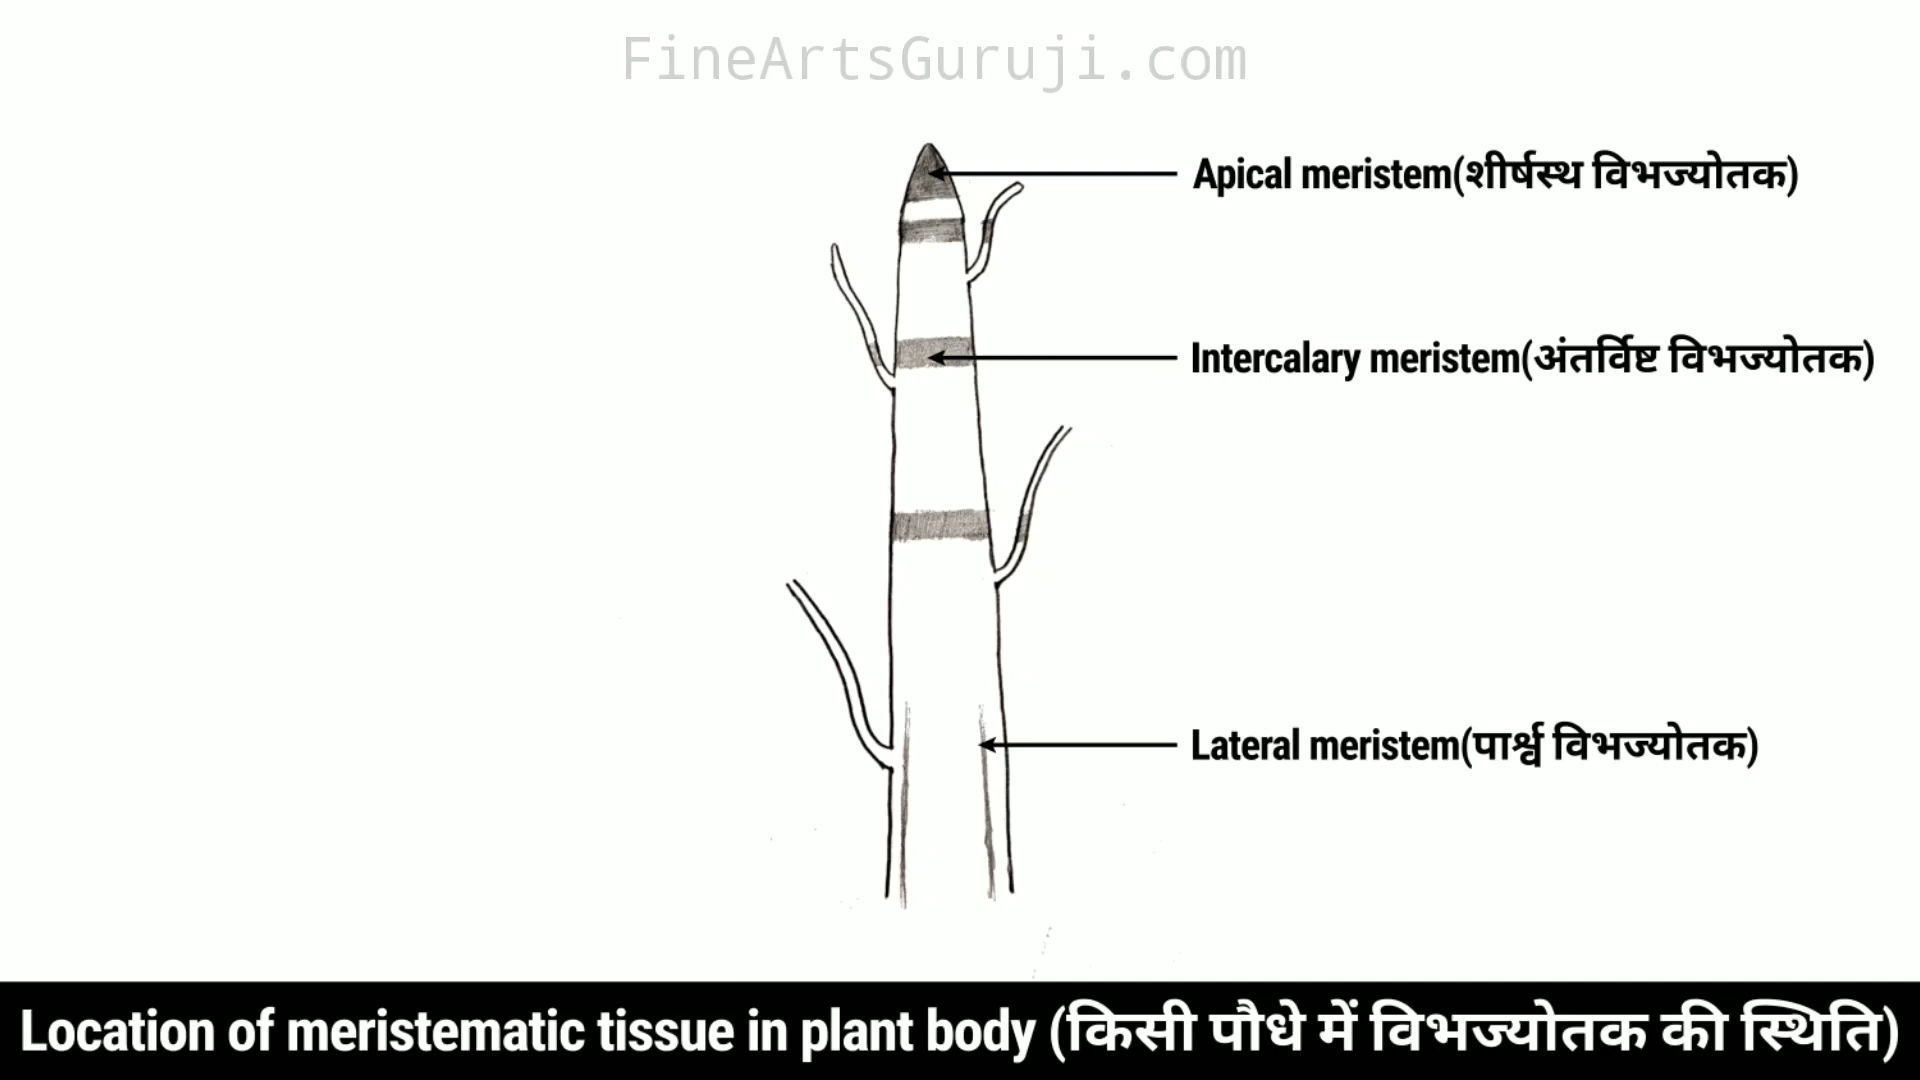 FineArtsGuruji.com
Apical meristem(शीर्षस्थ विभज्योतक)
Intercalary meristem(अंतर्विष्ट विभज्योतक)
Lateral meristem(पार्श्व विभज्योतक)
Location of meristematic tissue in plant body (किसी पौधे में विभज्योतक की स्थिति)